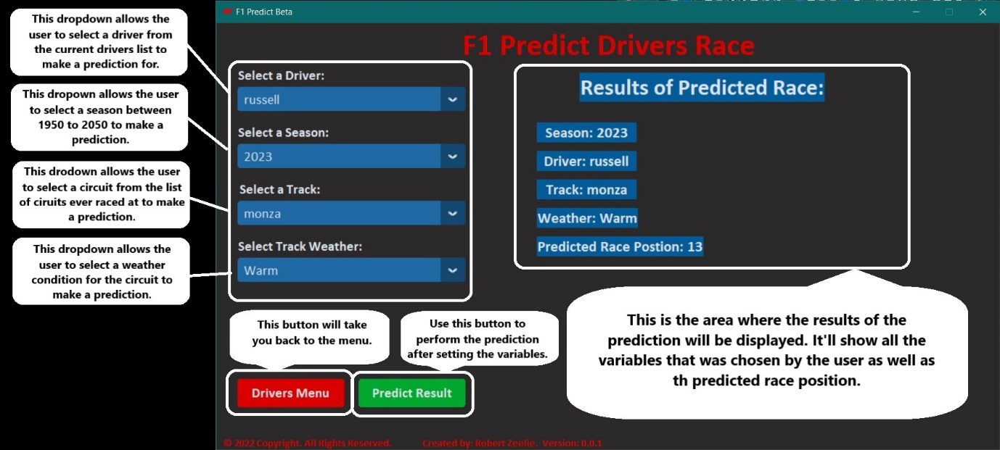 F1 Predict Beta
F1 Predict Drivers Race
This dropdown allows the
user to select a driver from
the current drivers list to
make a prediction for.
This dropown allows the user
to select a season between
1950 to 2050 to make a
prediction.
This drodown allows the user
to select a circuit from the list
of ciruits ever raced at to make
a prediction.
This dropdown allows the
user to select a weather
condition for the circuit to
make a prediction.
Select a Driver:
russell
Select a Season:
2023
Select a Track:
monza
Select Track Weather:
Warm
Results of Predicted Race:
Season: 2023
Driver: russell
Track: monza
Weather: Warm
Predicted Race Postion: 13
This button will take
you back to the menu.
Use this button to
perform the prediction
after setting the variables.
This is the area where the results of the
prediction will be displayed. It'll show all the
variables that was chosen by the user as well as
th predicted race position.
Drivers Menu
Predict Result
© 2022 Copyright. All Rights Reserved.
Created by: Robert Zeelie. Version: 0.0.1